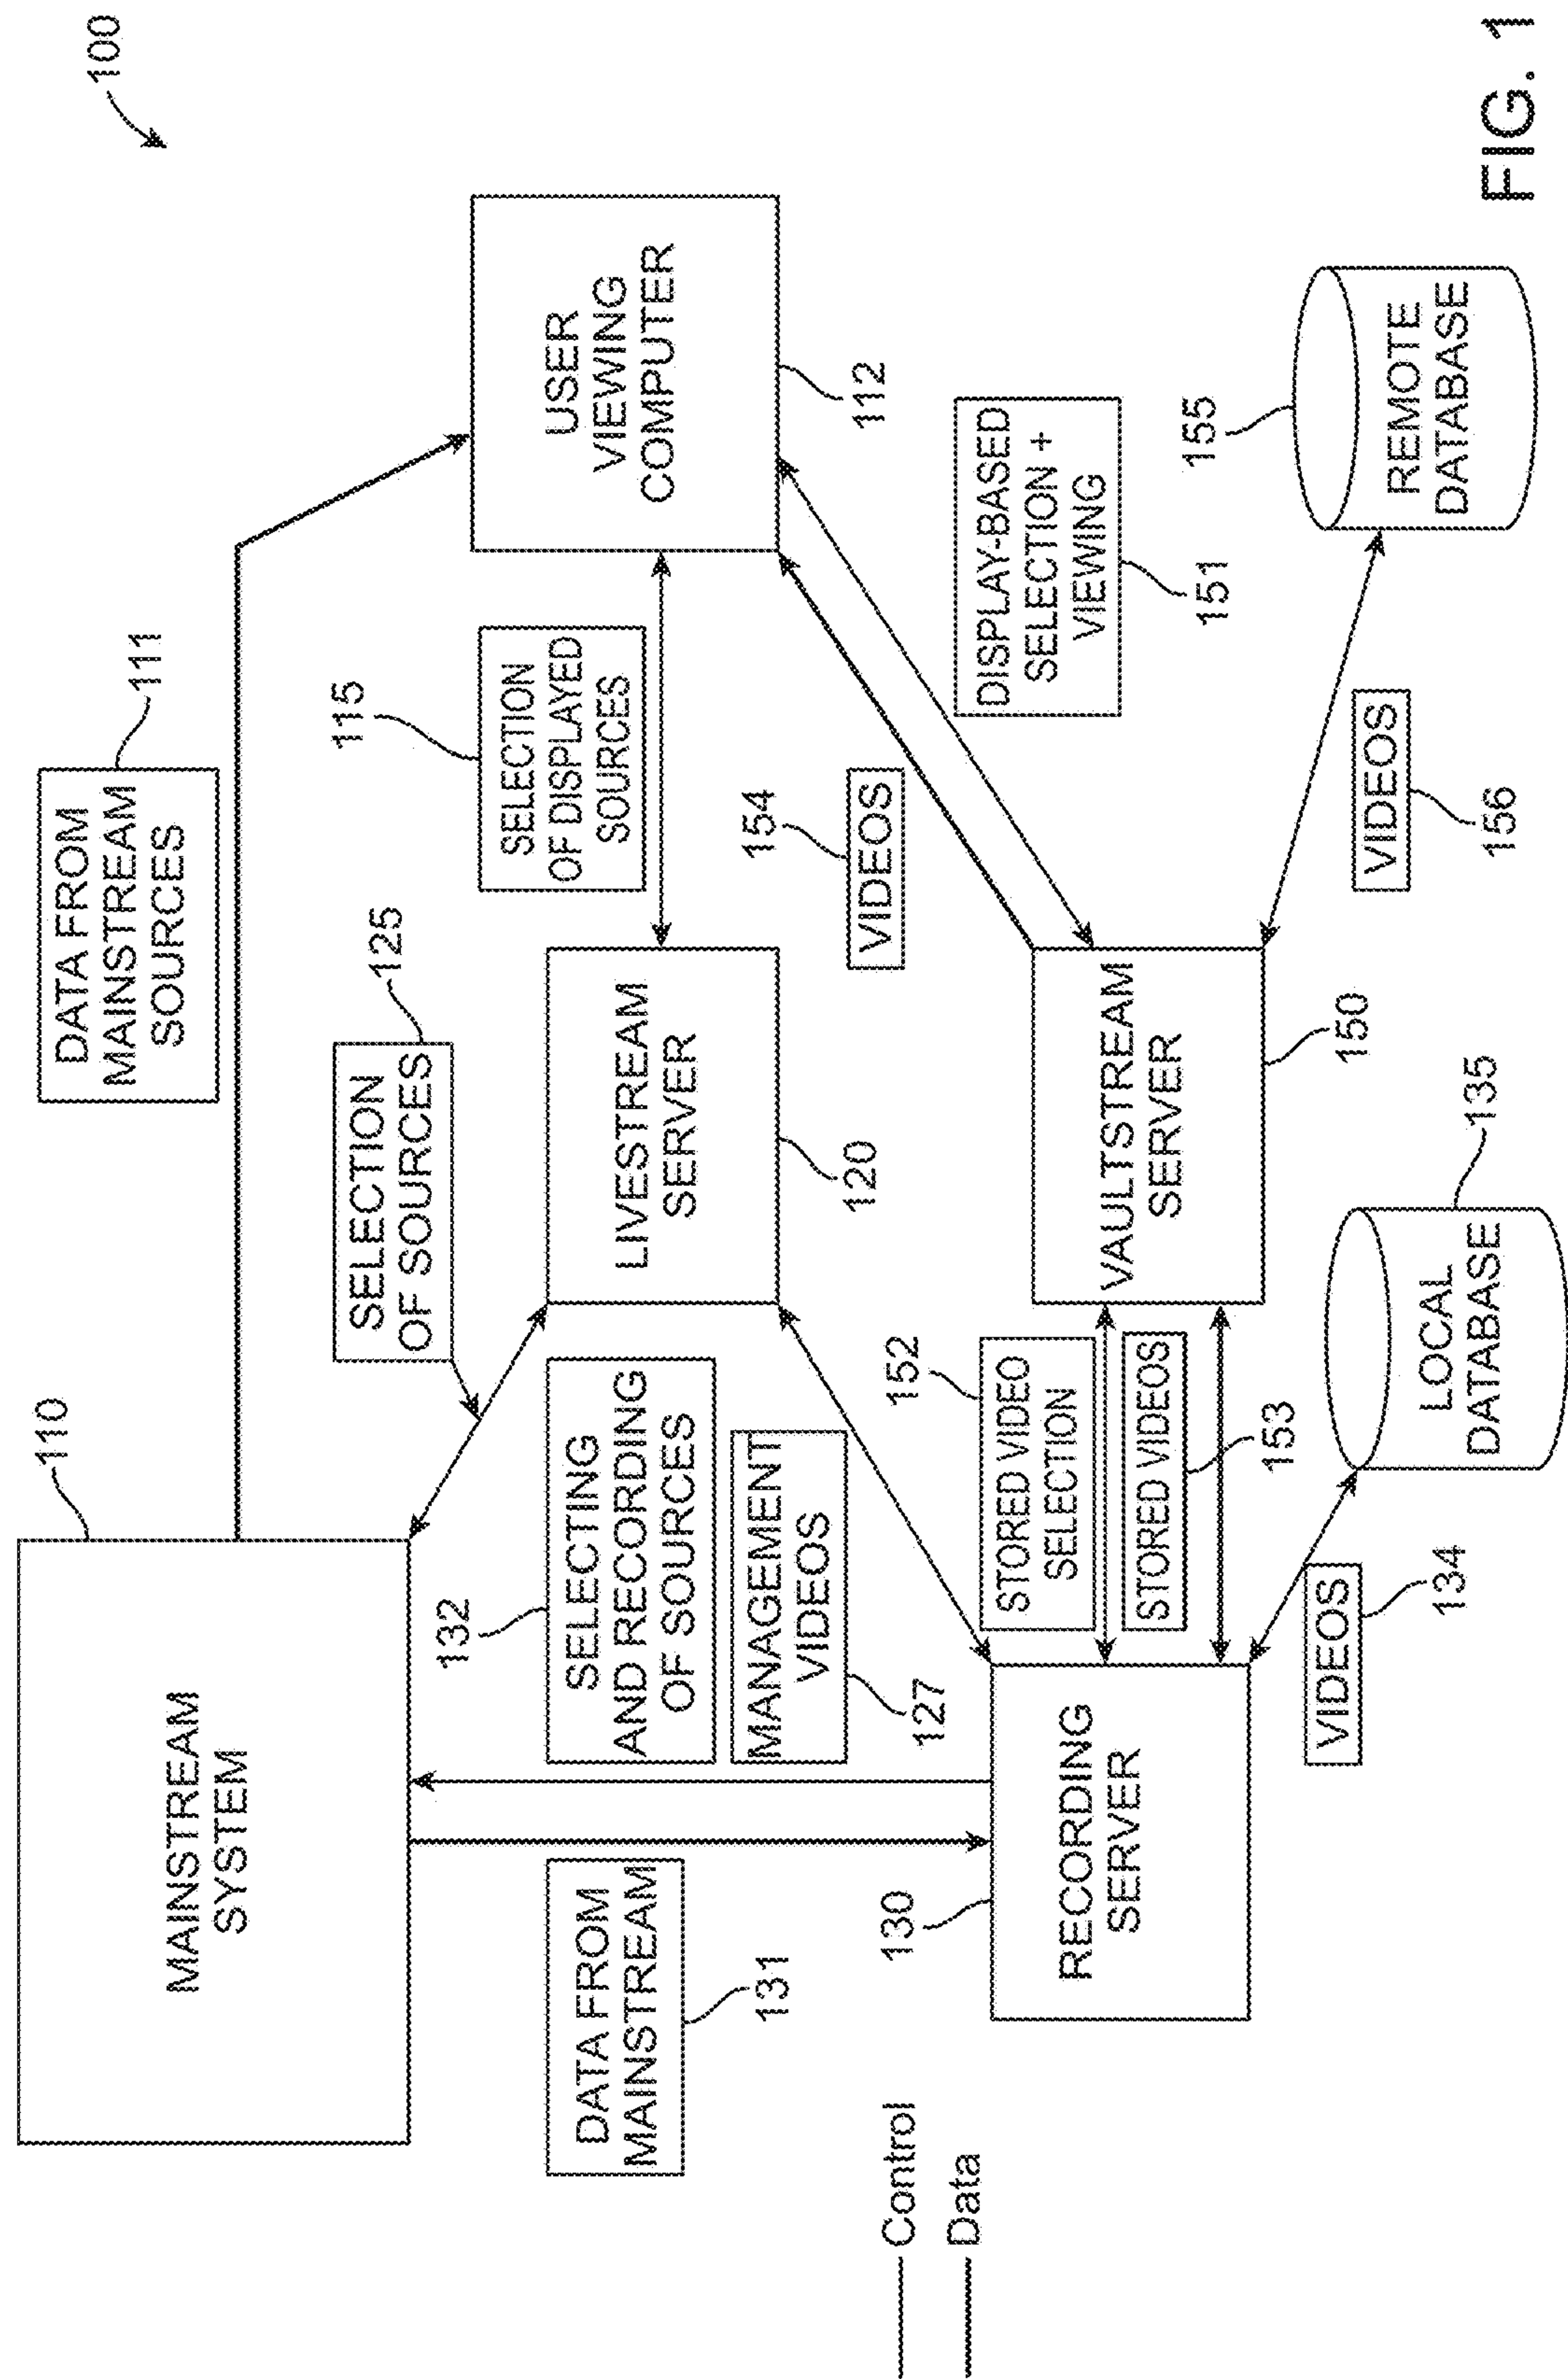 100
DATA FROM
MAINSTREAM
SOURCES
111
110
MAINSTREAM
SYSTEM
SELECTION
OF SOURCES
125
115
SELECTION
OF DISPLAYED
SOURCES
USER
VIEWING
COMPUTER
112
132
SELECTING
AND RECORDING
OF SOURCES
MANAGEMENT
VIDEOS
127
LIVESTREAM
SERVER
120
DATA FROM
MAINSTREAM
131
154
VIDEOS
DISPLAY-BASED
SELECTION +
VIEWING
151
130
RECORDING
SERVER
152
STORED VIDEO
SELECTION
STORED VIDEOS
153
VAULTSTREAM
SERVER
150
155
REMOTE
DATABASE
VIDEOS
156
VIDEOS
134
LOCAL
DATABASE
135
Control
Data
FIG. 1